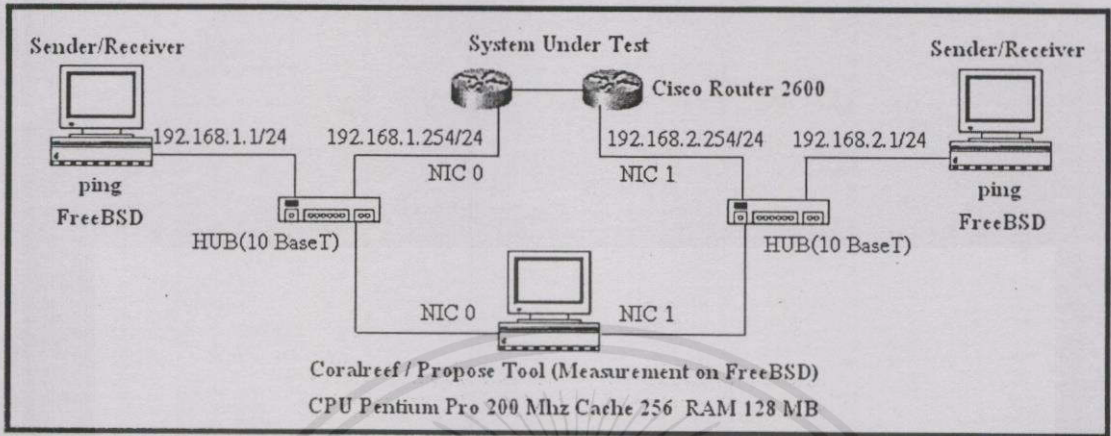 Sender/Receiver
System Under Test
Sender/Receiver
Cisco Router 2600
192.168.1.1/24
192.168.1.254/24
192.168.2.254/24
192.168.2.1/24
NIC 0
NIC 1
ping
FreeBSD
ping
FreeBSD
HUB(10 BaseT)
HUB(10 BaseT)
NIC 0
NIC 1
Coralreef / Propose Tool (Measurement on FreeBSD)
CPU Pentium Pro 200 Mhz Cache 256 RAM 128 MB